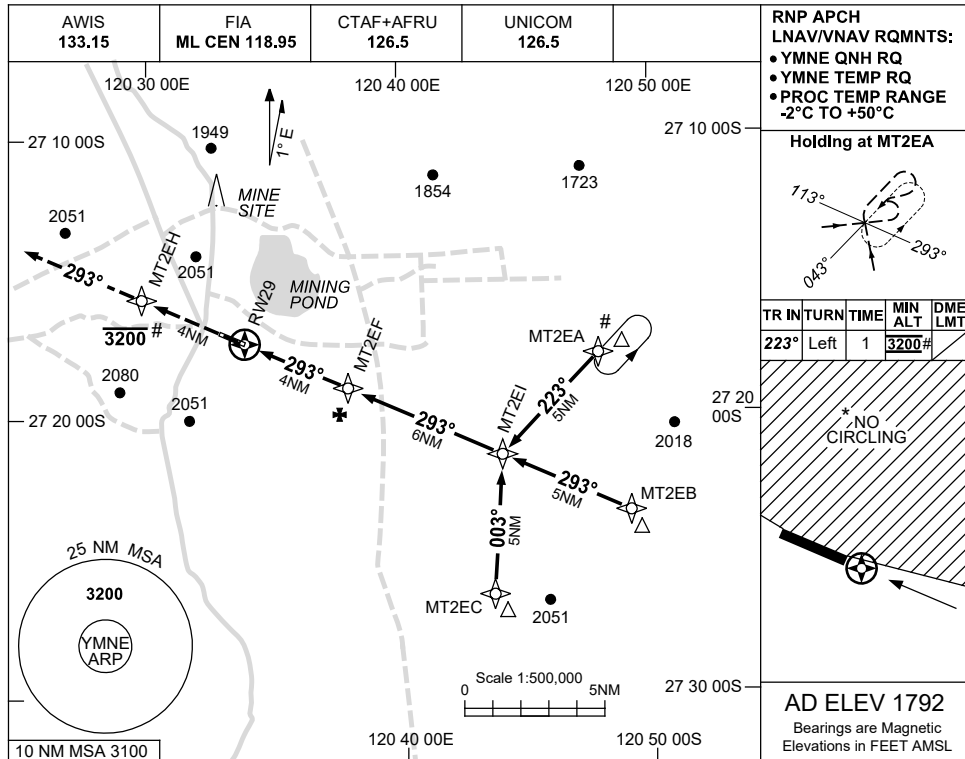 AWIS
133.15
FIA
ML CEN 118.95
CTAF+AFRU
126.5
UNICOM
126.5
RNP APCH
LNAV/VNAV RQMNTS:
• YMNE QNH RQ
• YMNE TEMP RQ
• PROC TEMP RANGE
-2°C TO +50°C
120 30 00E
120 40 00E
120 50 00E
27 10 00S
27 10 00S
1949
1° E
1854
1723
MINE
SITE
2051
MT2EH
2051
MINING
POND
293°
RW29
4NM
3200 #
MT2EF
293°
4NM
MT2EA
#
223°
5NM
MT2EI
2080
2051
27 20 00S
27 20
00S
293°
6NM
2018
293°
5NM
MT2EB
003°
5NM
MT2EC
2051
25 NM MSA
3200
YMNE
ARP
10 NM MSA 3100
Scale 1:500,000
0
5NM
27 30 00S
120 40 00E
120 50 00E
Holding at MT2EA
113°
293°
043°
TR IN
TURN
TIME
MIN
ALT
DME
LMT
223°
Left
1
3200#
* NO
CIRCLING
AD ELEV 1792
Bearings are Magnetic
Elevations in FEET AMSL